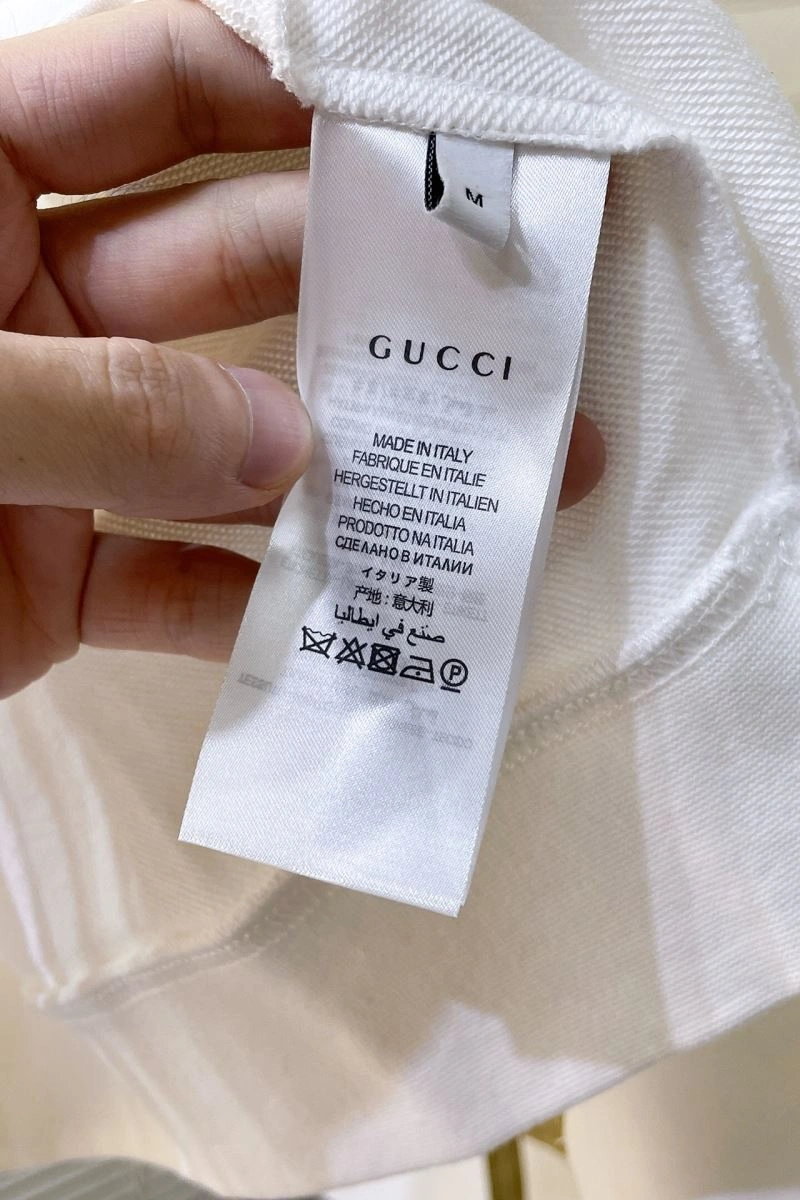 M
GUCCI
MADE IN ITALY
FABRIQUE EN ITALIE
HERGESTELLT IN ITALIEN
HECHO EN ITALIA
PRODOTTO NA ITALIA
СДЕЛАНО В ИТАЛИИ
イタリア製
产地：意大利
صنع في ايطاليا
P